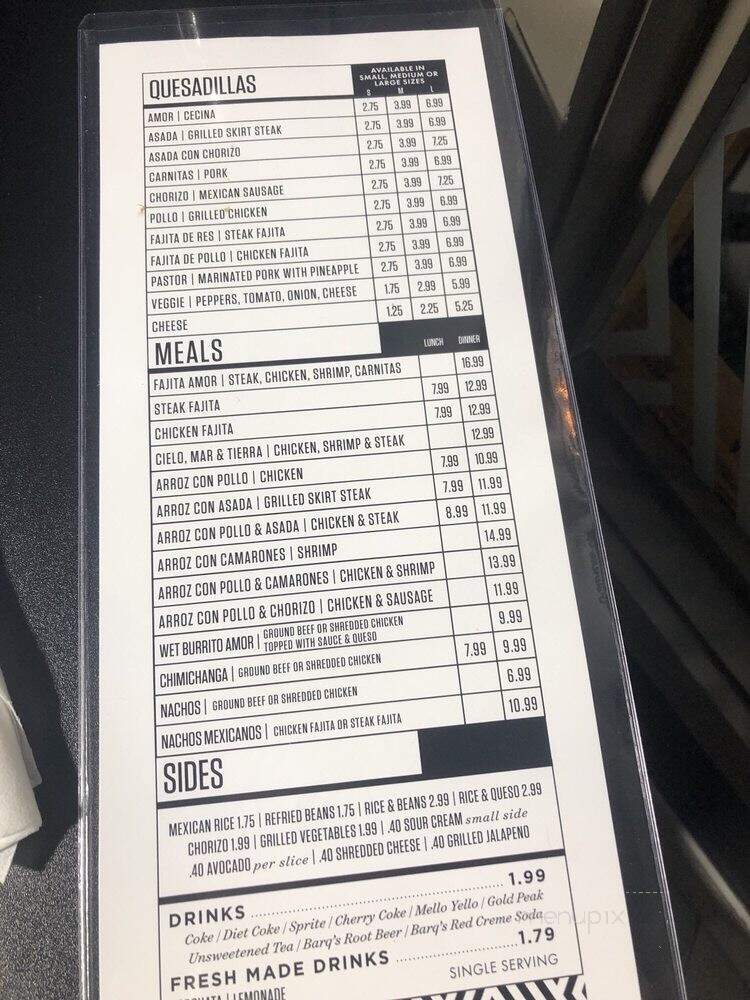 QUESADILLAS
AVAILABLE IN
SMALL, MEDIUM OR
LARGE SIZES
S M L
AMOR | CECINA 2.75 3.99 6.99
ASADA | GRILLED SKIRT STEAK 2.75 3.99 6.99
ASADA CON CHORIZO 2.75 3.99 7.25
CARNITAS | PORK 2.75 3.99 6.99
CHORIZO | MEXICAN SAUSAGE 2.75 3.99 7.25
POLLO | GRILLED CHICKEN 2.75 3.99 6.99
FAJITA DE RES | STEAK FAJITA 2.75 3.99 6.99
FAJITA DE POLLO | CHICKEN FAJITA 2.75 3.99 6.99
PASTOR | MARINATED PORK WITH PINEAPPLE 2.75 3.99 6.99
VEGGIE | PEPPERS, TOMATO, ONION, CHEESE 1.75 2.99 5.99
CHEESE 1.25 2.25 5.25
MEALS LUNCH DINNER
FAJITA AMOR | STEAK, CHICKEN, SHRIMP, CARNITAS 16.99
STEAK FAJITA 7.99 12.99
CHICKEN FAJITA 7.99 12.99
CIELO, MAR & TIERRA | CHICKEN, SHRIMP & STEAK 12.99
ARROZ CON POLLO | CHICKEN 7.99 10.99
ARROZ CON ASADA | GRILLED SKIRT STEAK 7.99 11.99
ARROZ CON POLLO & ASADA | CHICKEN & STEAK 8.99 11.99
ARROZ CON CAMARONES | SHRIMP 14.99
ARROZ CON POLLO & CAMARONES | CHICKEN & SHRIMP 13.99
ARROZ CON POLLO & CHORIZO | CHICKEN & SAUSAGE 11.99
WET BURRITO AMOR | GROUND BEEF OR SHREDDED CHICKEN
TOPPED WITH SAUCE & QUESO 9.99
CHIMICHANGA | GROUND BEEF OR SHREDDED CHICKEN 7.99 9.99
NACHOS | GROUND BEEF OR SHREDDED CHICKEN 6.99
NACHOS MEXICANOS | CHICKEN FAJITA OR STEAK FAJITA 10.99
SIDES
MEXICAN RICE 1.75 | REFRIED BEANS 1.75 | RICE & BEANS 2.99 | RICE & QUESO 2.99
CHORIZO 1.99 | GRILLED VEGETABLES 1.99 | .40 SOUR CREAM small side
.40 AVOCADO per slice | .40 SHREDDED CHEESE | .40 GRILLED JALAPENO
DRINKS 1.99
Coke / Diet Coke / Sprite / Cherry Coke / Mello Yello / Gold Peak
Unsweetened Tea / Barq's Root Beer / Barq's Red Creme Soda
FRESH MADE DRINKS 1.79
SINGLE SERVING
LEMONADE
menupix